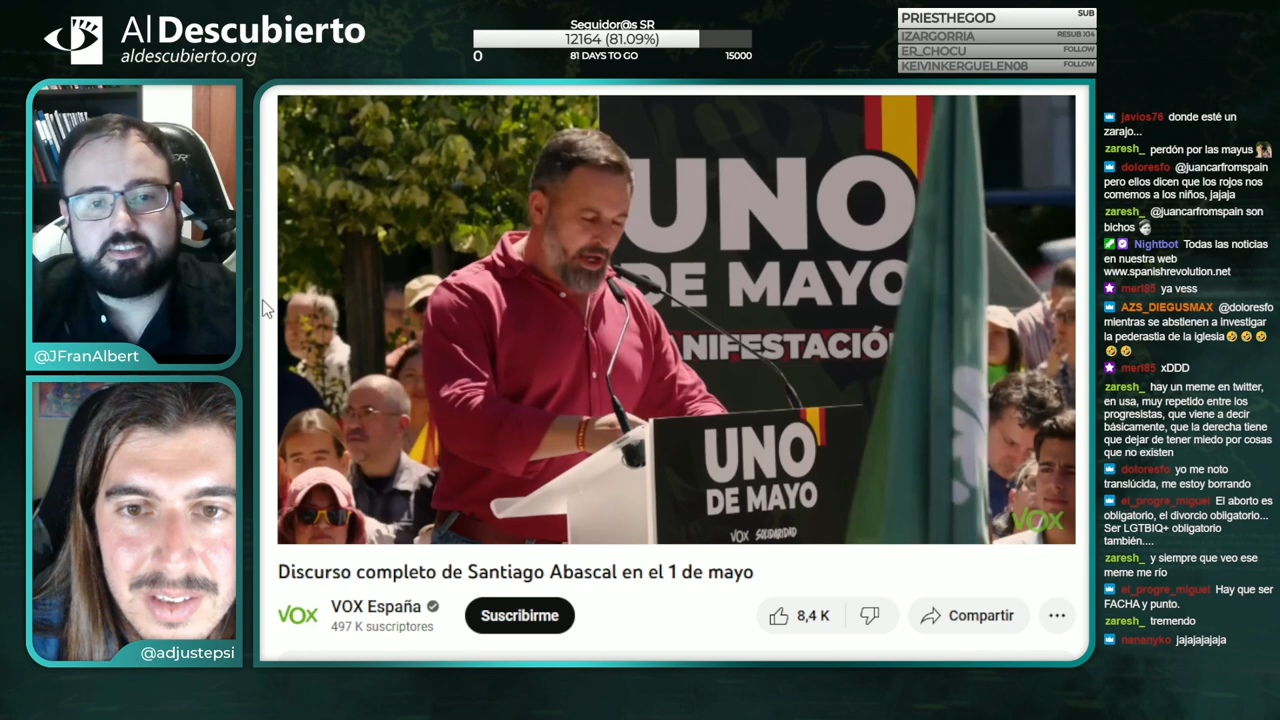 Al Descubierto
aldescubierto.org
Seguidor@s SR
12164 (81.09%)
0
81 DAYS TO GO
15000
PRIESTHEGOD SUB
IZARGORRIA RESUB X14
ER_CHOCU FOLLOW
KEIVINKERGUELEN08 FOLLOW
@JFranAlbert
@adjustepsi
UNO
DE MAYO
MANIFESTACIÓ
UNO
DE MAYO
VOX SOLIDARIDAD
VOX
Discurso completo de Santiago Abascal en el 1 de mayo
VOX
VOX España
497 K suscriptores
Suscribirme
8,4 K
Compartir
javios76 donde esté un
zarajo...
zaresh_ perdón por las mayus
doloresfo @juancarfromspain
pero ellos dicen que los rojos nos
comemos a los niños, jajaja
zaresh_ @juancarfromspain son
bichos
Nightbot Todas las noticias
en nuestra web
www.spanishrevolution.net
merl85 ya vess
AZS_DIEGUSMAX @doloresfo
mientras se abstienen a investigar
la pederastia de la iglesia🤣🤣🤣
🤣🤣
merl85 xDDD
zaresh_ hay un meme en twitter,
en usa, muy repetido entre los
progresistas, que viene a decir
básicamente, que la derecha tiene
que dejar de tener miedo por cosas
que no existen
doloresfo yo me noto
translúcida, me estoy borrando
el_progre_miguel El aborto es
obligatorio, el divorcio obligatorio...
Ser LGTBIQ+ obligatorio
también....
zaresh_ y siempre que veo ese
meme me río
el_progre_miguel Hay que ser
FACHA y punto.
zaresh_ tremendo
nananyko jajajajajaja